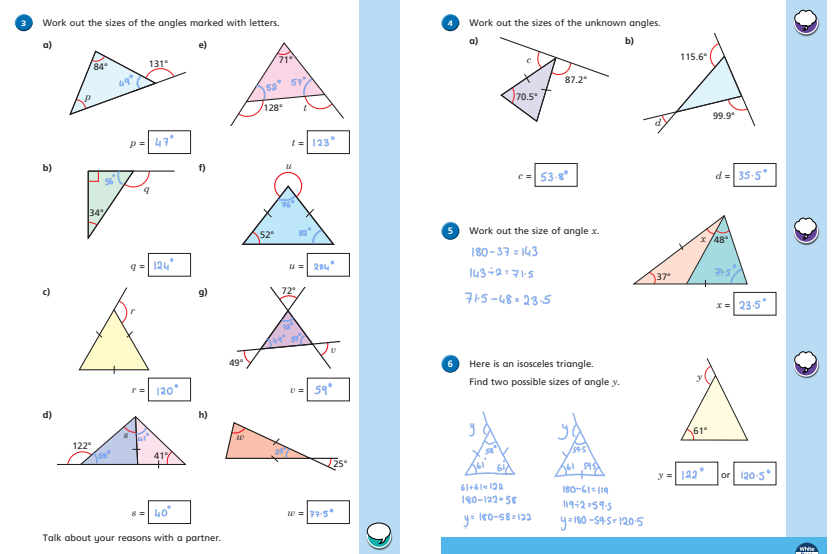 3 Work out the sizes of the angles marked with letters.
a)
84°
131°
49°
p
p = 47°
b)
56°
q
34°
q = 124°
c)
r
r = 120°
d)
122°
s
41°
58°
41°
s = 40°
e)
71°
52°
57°
128°
t
t = 123°
f)
u
76°
52°
52°
u = 284°
g)
72°
72°
49°
59°
49°
v
v = 59°
h)
w
25°
25°
w = 77.5°
Talk about your reasons with a partner.
4 Work out the sizes of the unknown angles.
a)
c
87.2°
70.5°
c = 53.8°
b)
115.6°
99.9°
d
d = 35.5°
5 Work out the size of angle x.
180-37 = 143
143÷2 = 71.5
71.5 - 48 = 23.5
x
48°
37°
71.5°
x = 23.5°
6 Here is an isosceles triangle.
Find two possible sizes of angle y.
y
61°
y
58°
61
61
61+61 = 122
180-122 = 58
y = 180-58 = 122
y
59.5
61
59.5
180-61 = 119
119÷2 = 59.5
y = 180-59.5 = 120.5
y = 122° or 120.5°
White